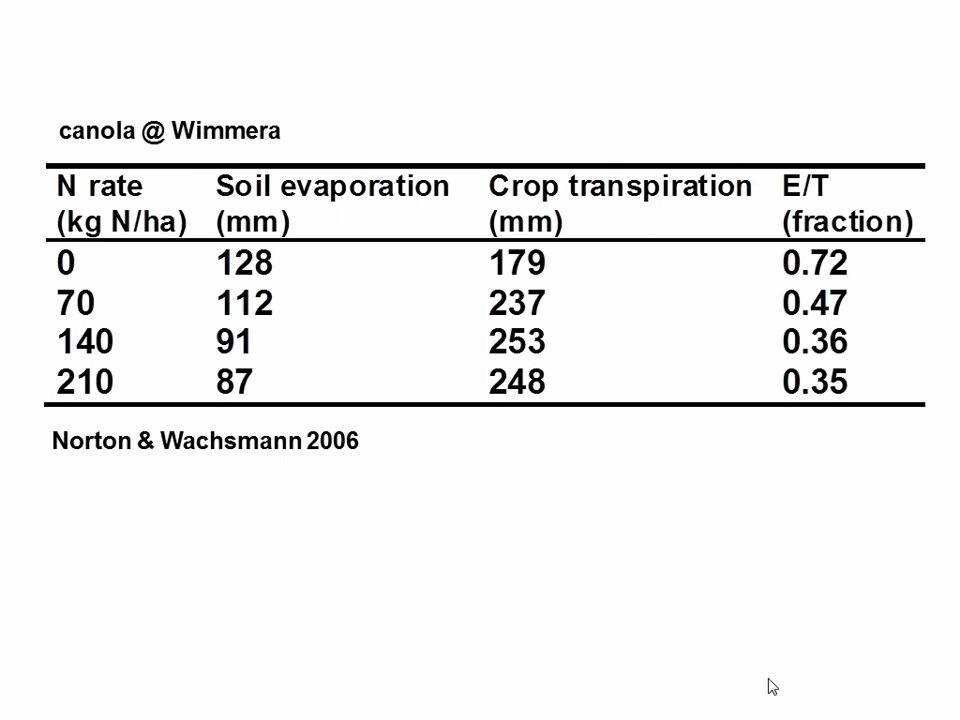 canola @ Wimmera
N rate Soil evaporation Crop transpiration E/T
(kg N/ha) (mm) (mm) (fraction)
0 128 179 0.72
70 112 237 0.47
140 91 253 0.36
210 87 248 0.35
Norton & Wachsmann 2006